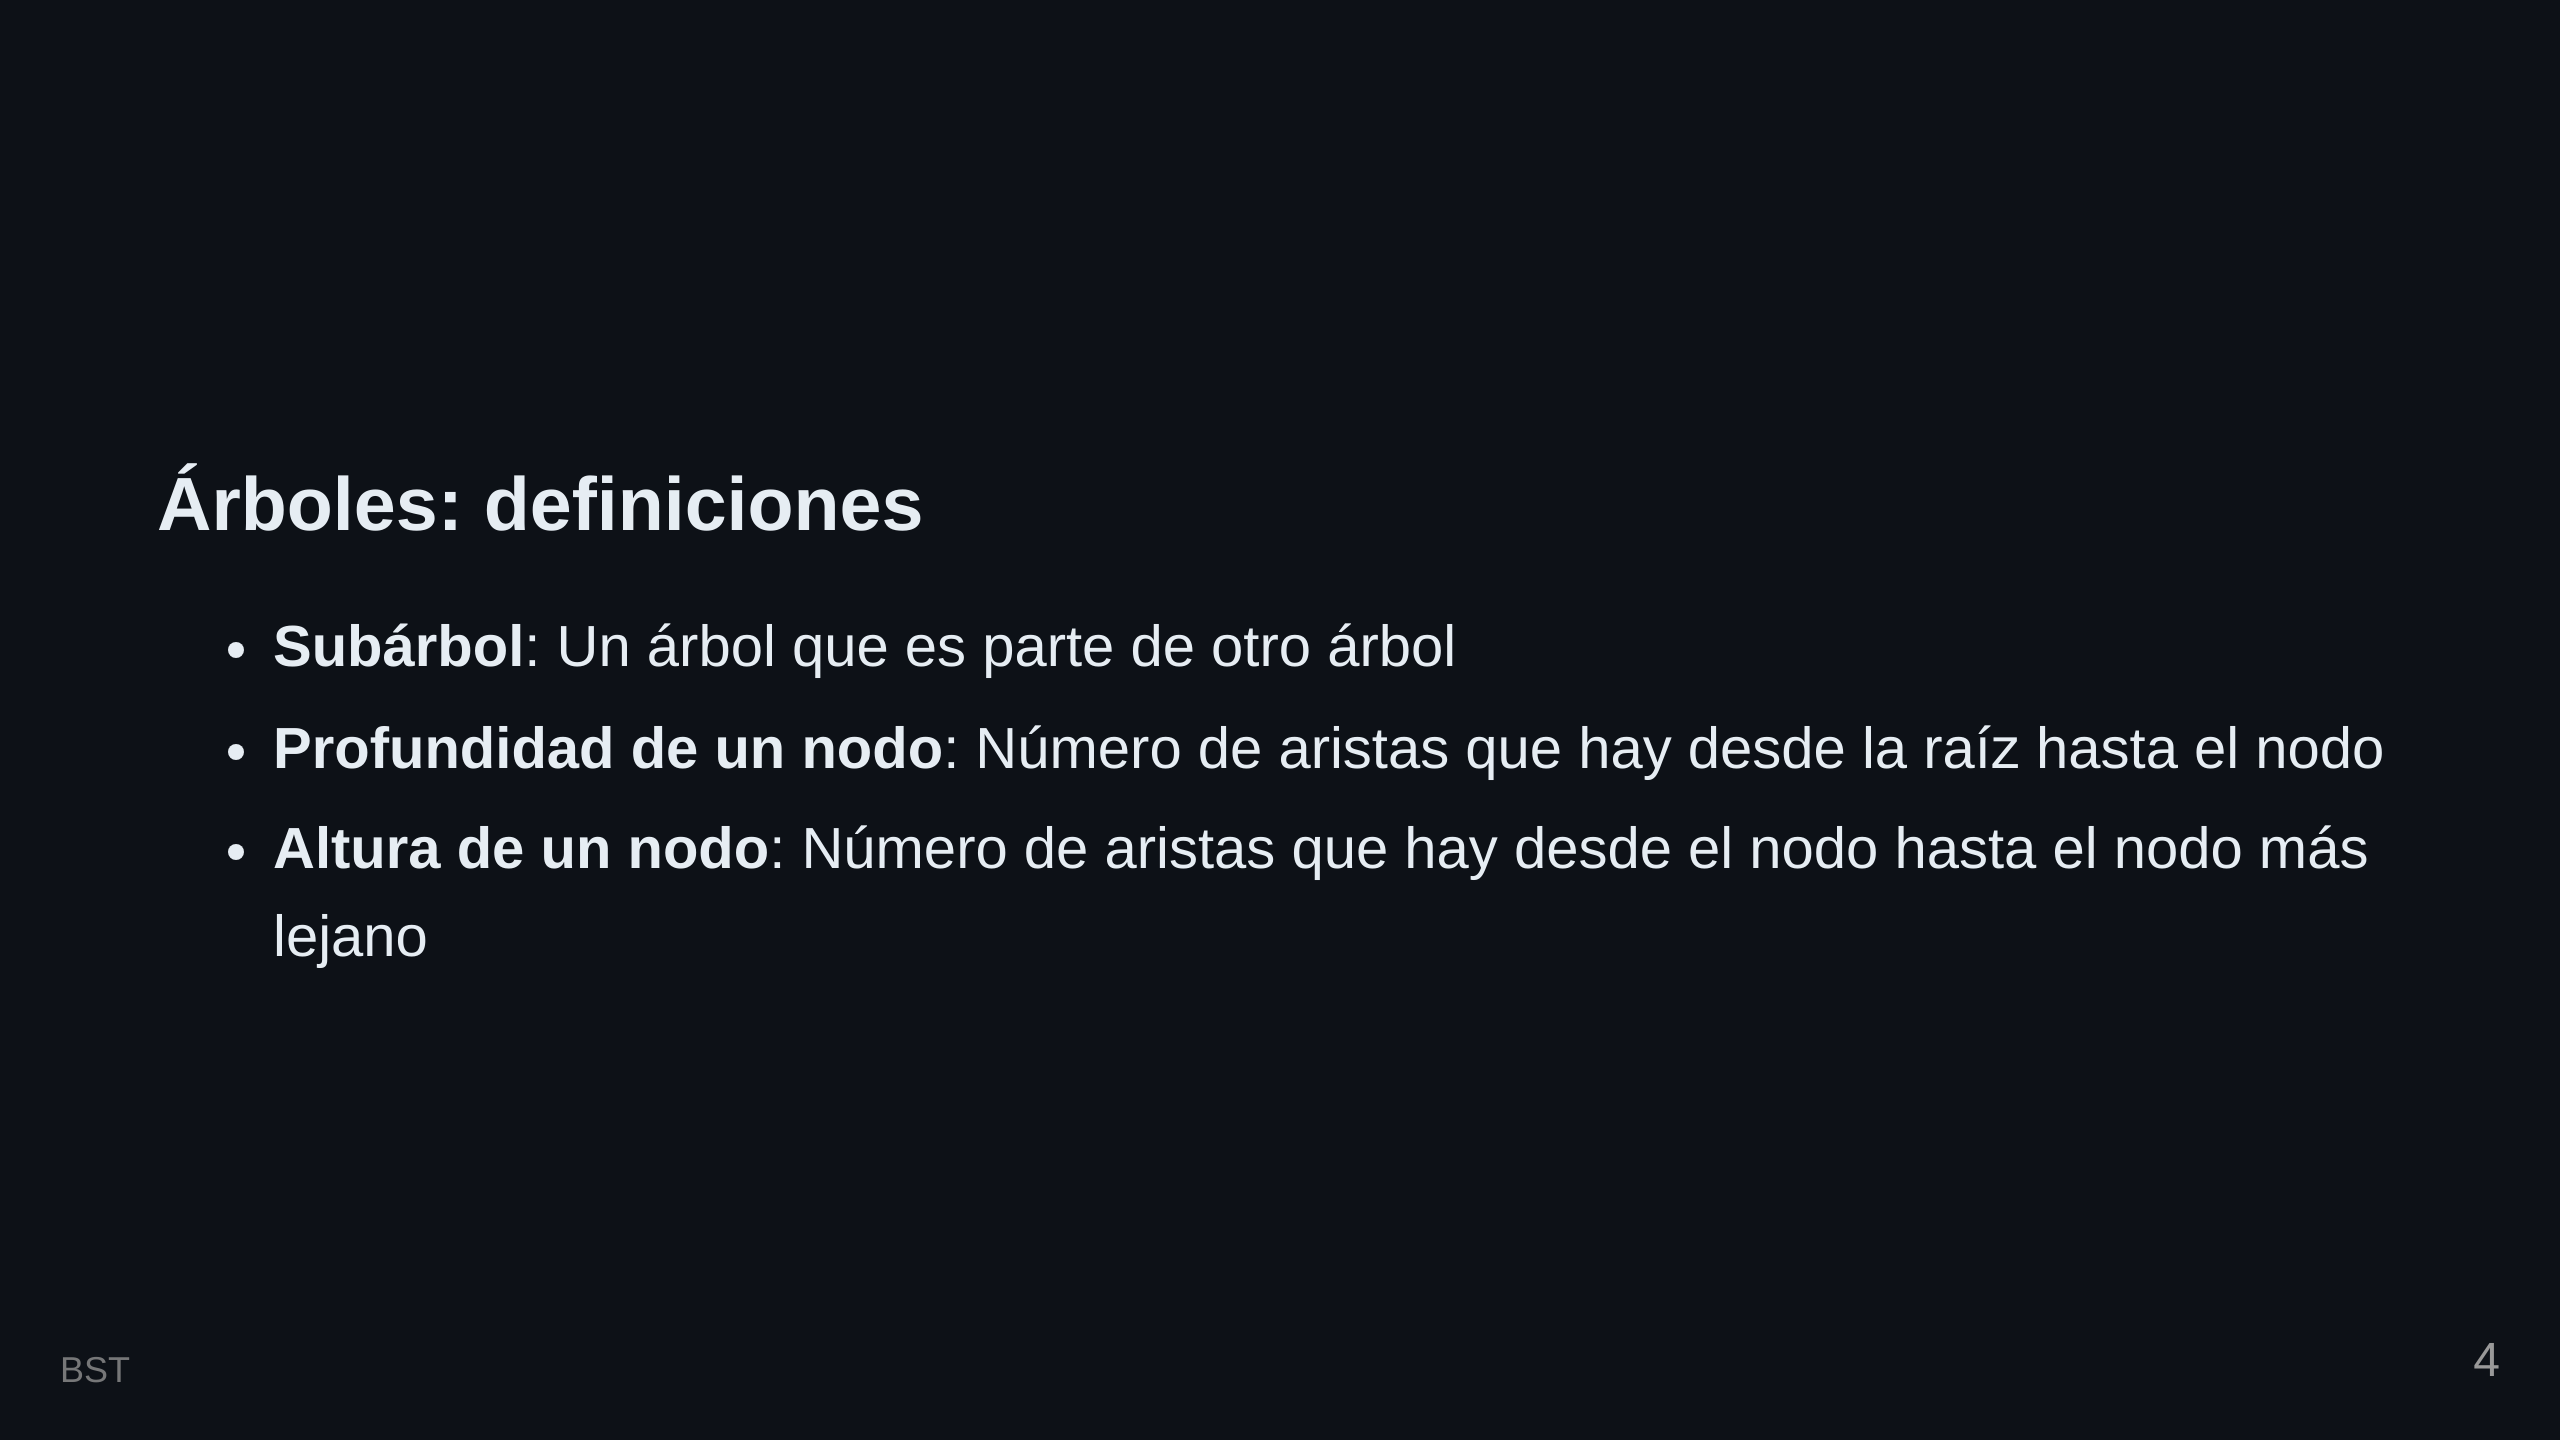 Árboles: definiciones
• Subárbol: Un árbol que es parte de otro árbol
• Profundidad de un nodo: Número de aristas que hay desde la raíz hasta el nodo
• Altura de un nodo: Número de aristas que hay desde el nodo hasta el nodo más
lejano
BST
4